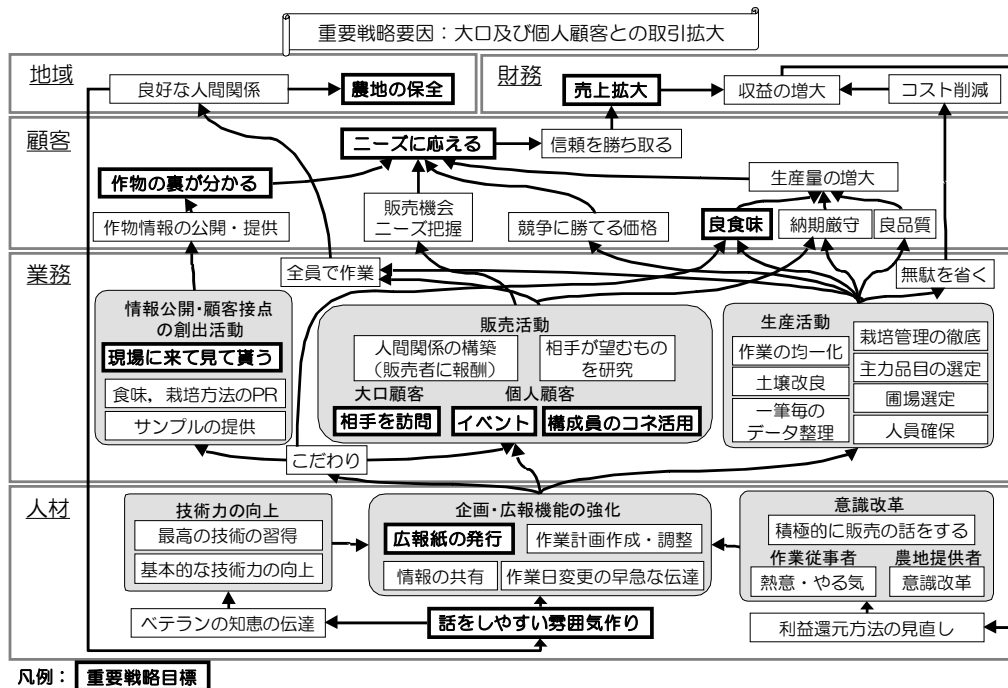 重要戦略要因：大口及び個人顧客との取引拡大
地域
良好な人間関係
農地の保全
財務
売上拡大
収益の増大
コスト削減
顧客
ニーズに応える
信頼を勝ち取る
作物の裏が分かる
生産量の増大
作物情報の公開・提供
販売機会
ニーズ把握
競争に勝てる価格
良食味
納期厳守
良品質
業務
全員で作業
無駄を省く
情報公開・顧客接点
の創出活動
現場に来て見て貰う
食味，栽培方法のPR
サンプルの提供
販売活動
人間関係の構築
（販売者に報酬）
相手が望むもの
を研究
大口顧客
個人顧客
相手を訪問
イベント
構成員のコネ活用
生産活動
作業の均一化
土壌改良
一筆毎の
データ整理
栽培管理の徹底
主力品目の選定
圃場選定
人員確保
こだわり
人材
技術力の向上
最高の技術の習得
基本的な技術力の向上
企画・広報機能の強化
広報紙の発行
作業計画作成・調整
情報の共有
作業日変更の早急な伝達
意識改革
積極的に販売の話をする
作業従事者
農地提供者
熱意・やる気
意識改革
ベテランの知恵の伝達
話をしやすい雰囲気作り
利益還元方法の見直し
凡例：
重要戦略目標